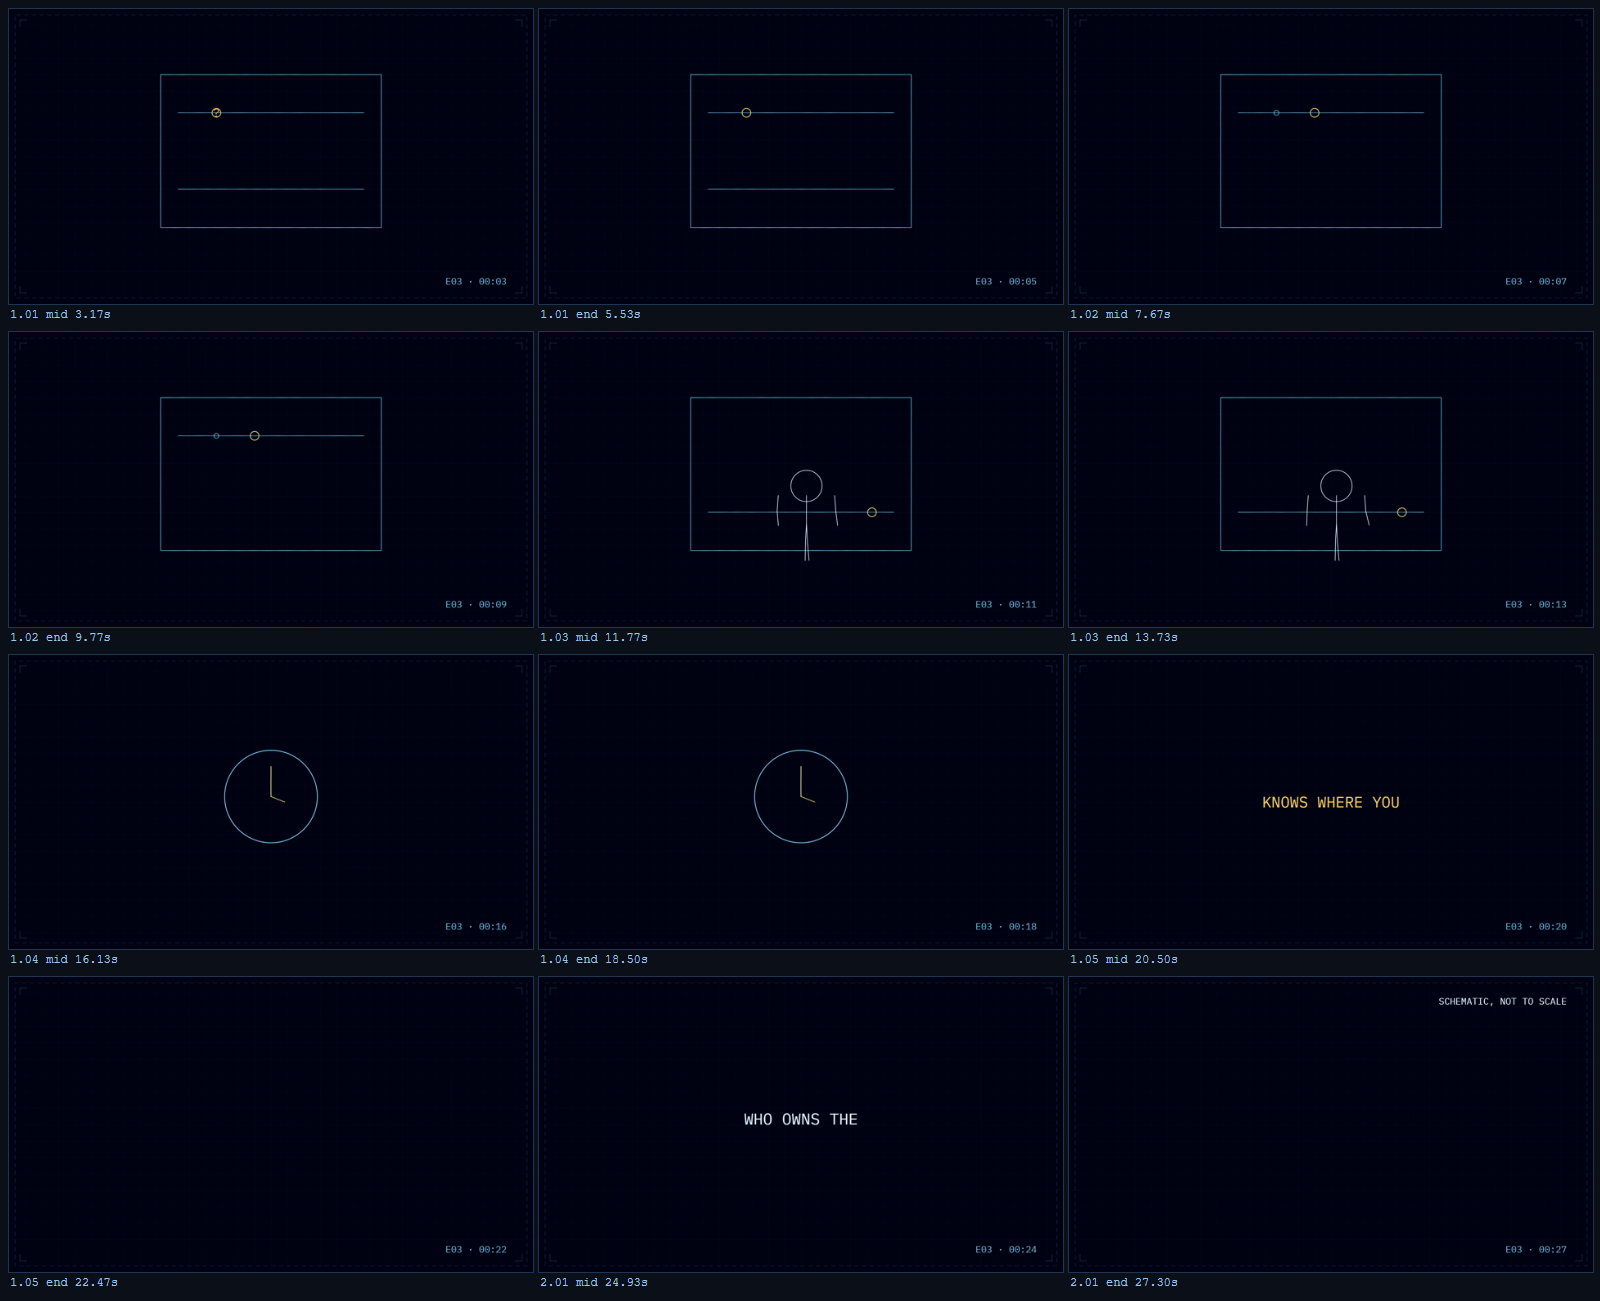 E03 · 00:03
E03 · 00:05
E03 · 00:07
1.01 mid 3.17s
1.01 end 5.53s
1.02 mid 7.67s
E03 · 00:09
E03 · 00:11
E03 · 00:13
1.02 end 9.77s
1.03 mid 11.77s
1.03 end 13.73s
KNOWS WHERE YOU
E03 · 00:16
E03 · 00:18
E03 · 00:20
1.04 mid 16.13s
1.04 end 18.50s
1.05 mid 20.50s
SCHEMATIC, NOT TO SCALE
WHO OWNS THE
E03 · 00:22
E03 · 00:24
E03 · 00:27
1.05 end 22.47s
2.01 mid 24.93s
2.01 end 27.30s